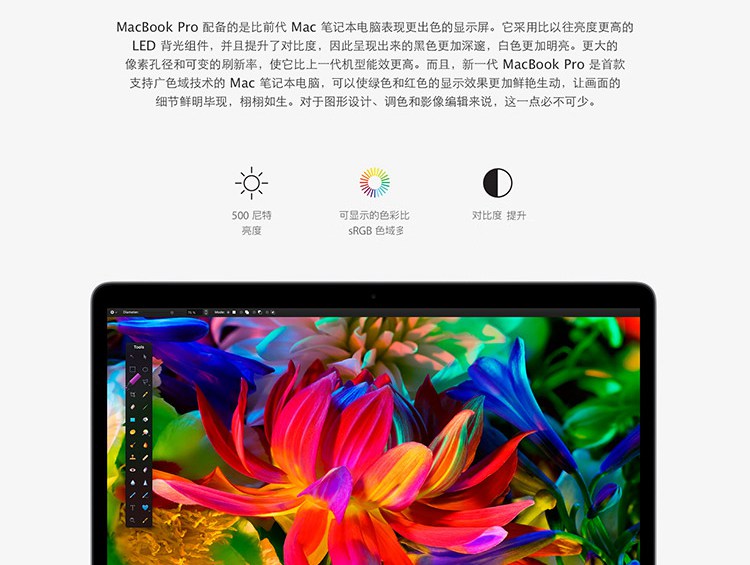 MacBook Pro 配备的是比前代 Mac 笔记本电脑表现更出色的显示屏。它采用比以往亮度更高的
LED 背光组件，并且提升了对比度，因此呈现出来的黑色更加深邃，白色更加明亮。更大的
像素孔径和可变的刷新率，使它比上一代机型能效更高。而且，新一代 MacBook Pro 是首款
支持广色域技术的 Mac 笔记本电脑，可以使绿色和红色的显示效果更加鲜艳生动，让画面的
细节鲜明毕现，栩栩如生。对于图形设计、调色和影像编辑来说，这一点必不可少。
500 尼特
亮度
可显示的色彩比
sRGB 色域多
对比度 提升
Diameter:
Mode:
Tools